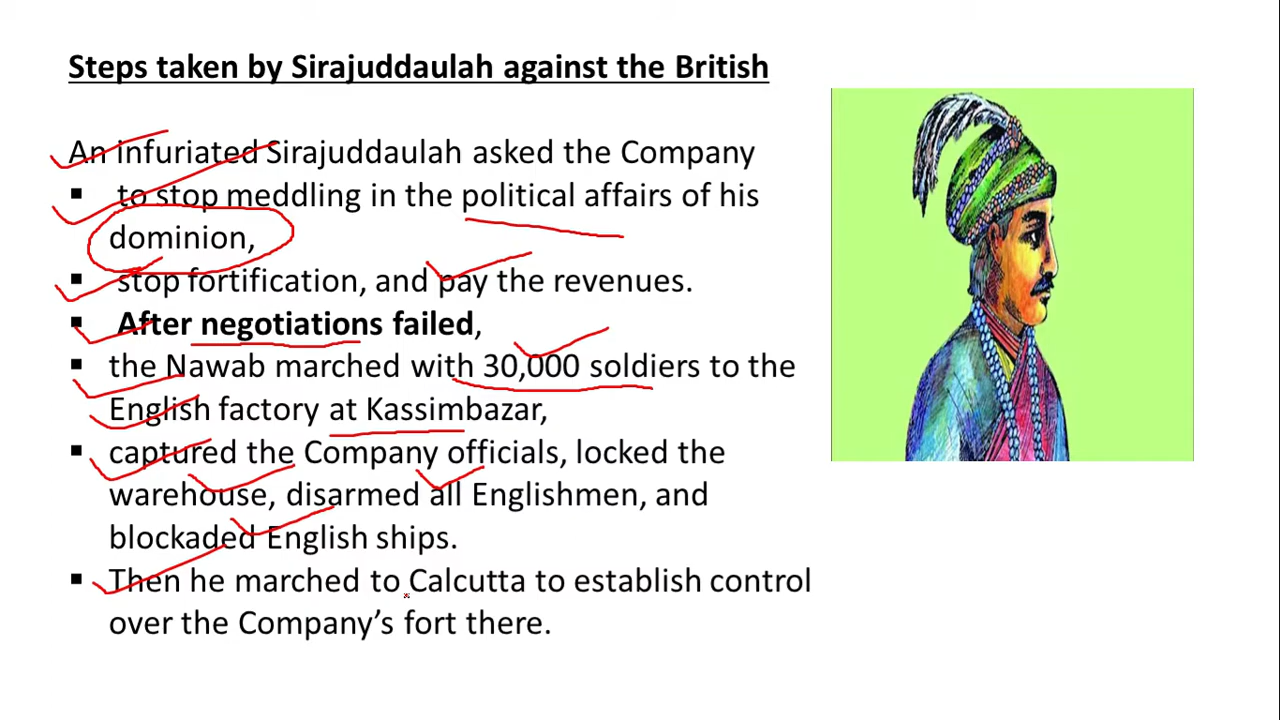 Steps taken by Sirajuddaulah against the British
An infuriated Sirajuddaulah asked the Company
▪ to stop meddling in the political affairs of his
dominion,
▪ stop fortification, and pay the revenues.
▪ After negotiations failed,
▪ the Nawab marched with 30,000 soldiers to the
English factory at Kassimbazar,
▪ captured the Company officials, locked the
warehouse, disarmed all Englishmen, and
blockaded English ships.
▪ Then he marched to Calcutta to establish control
over the Company’s fort there.